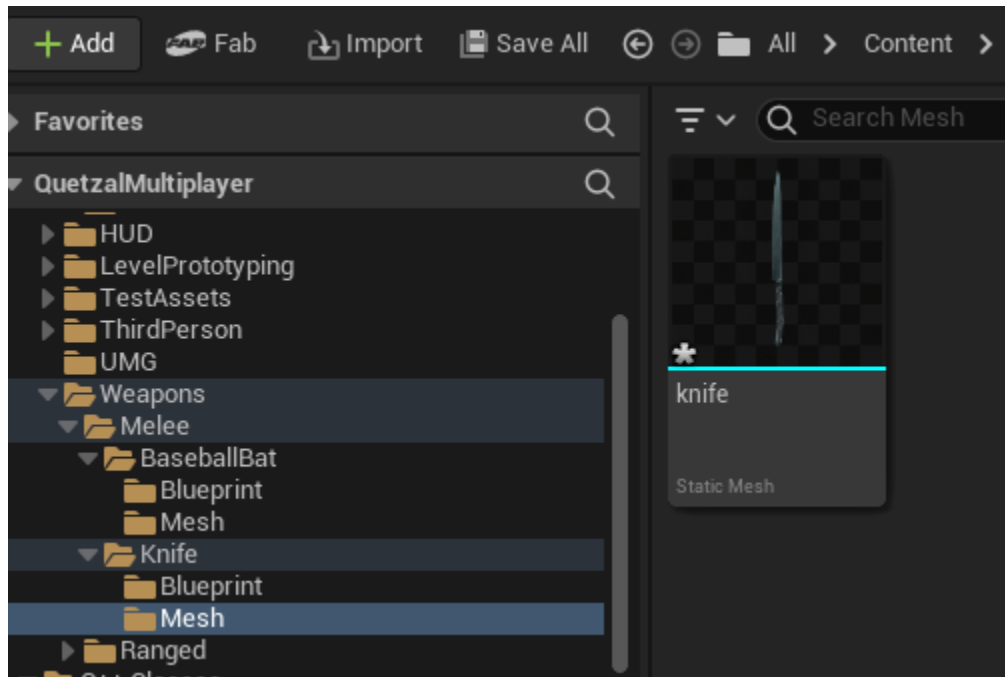 + Add Fab Import Save All All > Content >
Favorites
QuetzalMultiplayer
Search Mesh
HUD
LevelPrototyping
TestAssets
ThirdPerson
UMG
Weapons
Melee
BaseballBat
Blueprint
Mesh
Knife
Blueprint
Mesh
Ranged
knife
Static Mesh